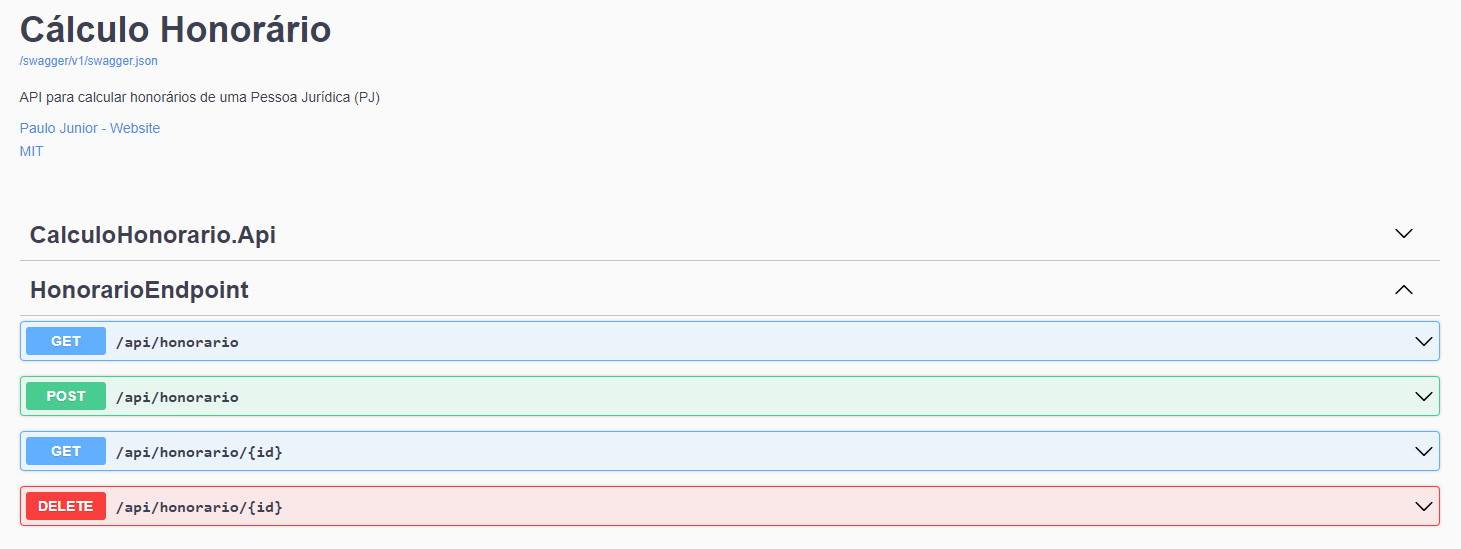 Cálculo Honorário
/swagger/v1/swagger.json
API para calcular honorários de uma Pessoa Jurídica (PJ)
Paulo Junior - Website
MIT
CalculoHonorario.Api
HonorarioEndpoint
GET /api/honorario
POST /api/honorario
GET /api/honorario/{id}
DELETE /api/honorario/{id}